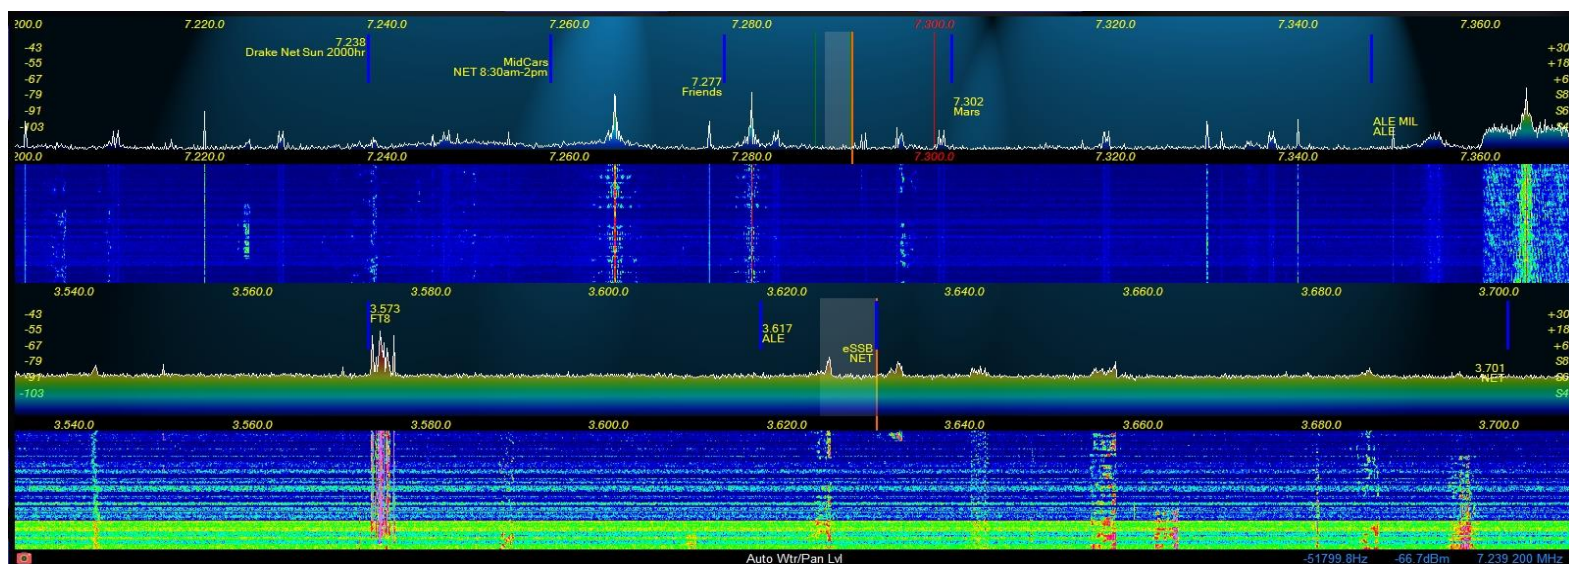 200.0 7.220.0 7.240.0 7.260.0 7.280.0 7.300.0 7.320.0 7.340.0 7.360.0
7.238
Drake Net Sun 2000hr
MidCars
NET 8:30am-2pm
7.277
Friends
7.302
Mars
ALE MIL
ALE
-43 +30
-55 +18
-67 +6
-79 S8
-91 S6
-103 S4
200.0 7.220.0 7.240.0 7.260.0 7.280.0 7.300.0 7.320.0 7.340.0 7.360.0
3.540.0 3.560.0 3.580.0 3.600.0 3.620.0 3.640.0 3.660.0 3.680.0 3.700.0
3.573
FT8
3.617
ALE
eSSB
NET
3.701
NET
-43 +30
-55 +18
-67 +6
-79 S8
-91 S6
-103 S4
3.540.0 3.560.0 3.580.0 3.600.0 3.620.0 3.640.0 3.660.0 3.680.0 3.700.0
Auto Wtr/Pan Lvl -51799.8Hz -66.7dBm 7.239 200 MHz